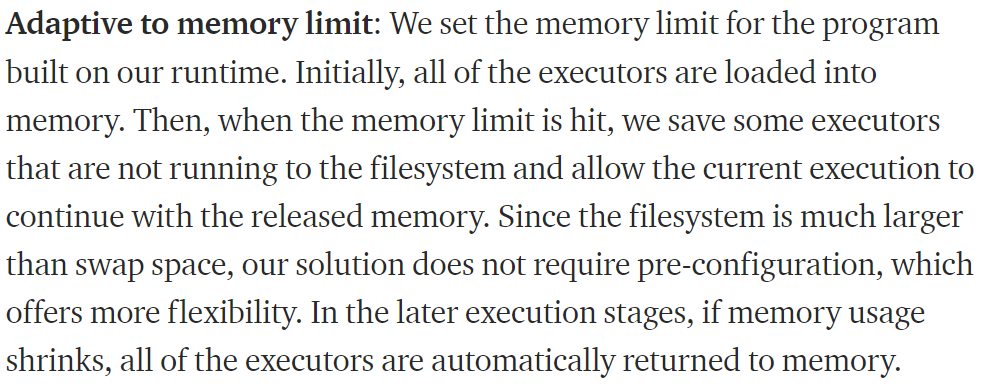 Adaptive to memory limit: We set the memory limit for the program
built on our runtime. Initially, all of the executors are loaded into
memory. Then, when the memory limit is hit, we save some executors
that are not running to the filesystem and allow the current execution to
continue with the released memory. Since the filesystem is much larger
than swap space, our solution does not require pre-configuration, which
offers more flexibility. In the later execution stages, if memory usage
shrinks, all of the executors are automatically returned to memory.